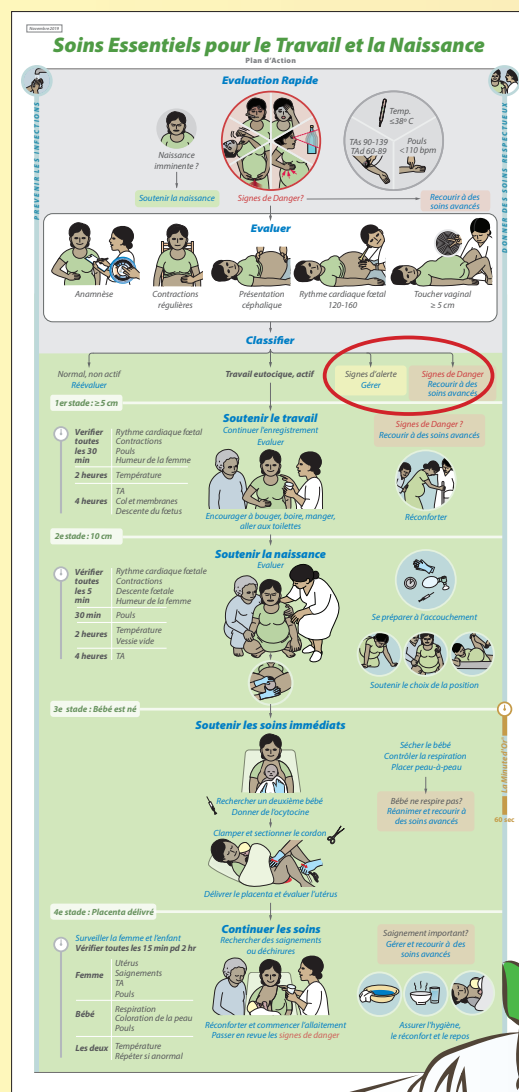 Novembre 2019
Soins Essentiels pour le Travail et la Naissance
Plan d'Action
PRÉVENIR LES INFECTIONS
DONNER DES SOINS RESPECTUEUX
Evaluation Rapide
Naissance
imminente ?
Soutenir la naissance
Signes de Danger?
Temp.
≤38º C
TAs 90-139
TAd 60-89
Pouls
<110 bpm
Recourir à des
soins avancés
Evaluer
Anamnèse
Contractions
régulières
Présentation
céphalique
Rythme cardiaque fœtal
120-160
Toucher vaginal
≥ 5 cm
Classifier
Normal, non actif
Réévaluer
Travail eutocique, actif
Signes d'alerte
Gérer
Signes de Danger
Recourir à des
soins avancés
1er stade : ≥ 5 cm
Soutenir le travail
Continuer l'enregistrement
Evaluer
Verifier
toutes
les 30
min
Rythme cardiaque fœtal
Contractions
Pouls
Humeur de la femme
2 heures
Température
4 heures
TA
Col et membranes
Descente du fœtus
Encourager à bouger, boire, manger,
aller aux toilettes
Signes de Danger ?
Recourir à des soins avancés
Réconforter
2e stade : 10 cm
Soutenir la naissance
Evaluer
Vérifier
toutes
les 5
min
Rythme cardiaque fœtale
Contractions
Descente fœtale
Humeur de la femme
30 min
Pouls
2 heures
Température
Vessie vide
4 heures
TA
Se préparer à l'accouchement
Soutenir le choix de la position
3e stade : Bébé est né
Soutenir les soins immédiats
Rechercher un deuxième bébé
Donner de l'ocytocine
Clamper et sectionner le cordon
Délivrer le placenta et évaluer l'utérus
Sécher le bébé
Contrôler la respiration
Placer peau-à-peau
Bébé ne respire pas?
Réanimer et recourir à
des soins avancés
La Minute d'Or
60 sec
4e stade : Placenta délivré
Continuer les soins
Rechercher des saignements
ou déchirures
Surveiller la femme et l'enfant
Vérifier toutes les 15 min pd 2 hr
Femme
Utérus
Saignements
TA
Pouls
Bébé
Respiration
Coloration de la peau
Pouls
Les deux
Température
Répéter si anormal
Réconforter et commencer l'allaitement
Passer en revue les signes de danger
Saignement important?
Gérer et recourir à des
soins avancés
Assurer l'hygiène,
le réconfort et le repos